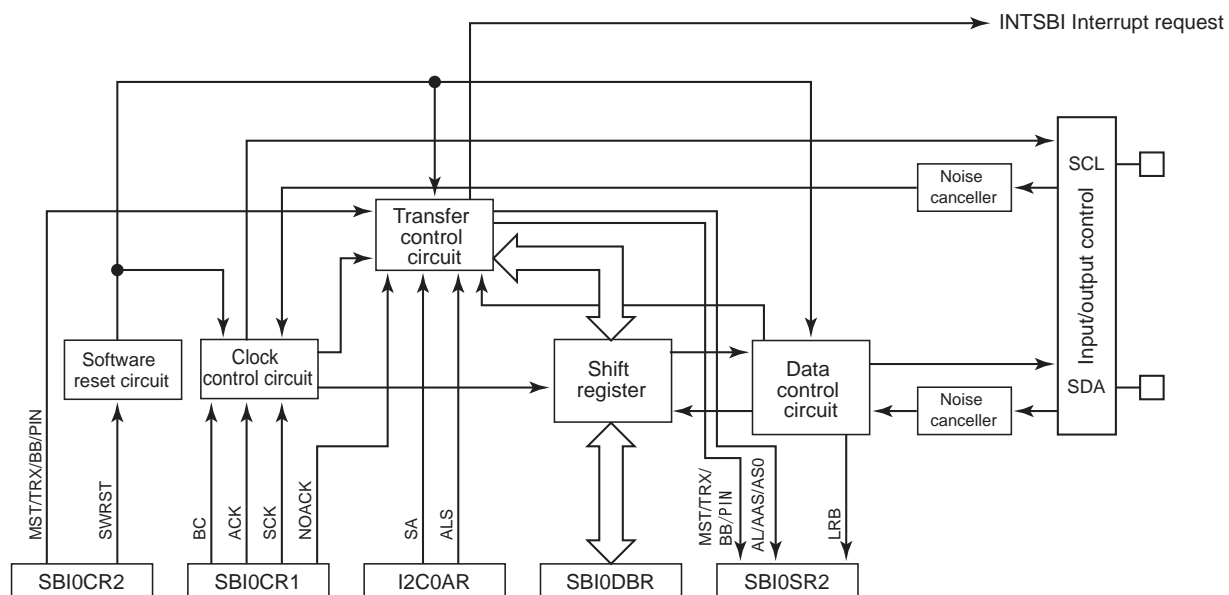 INTSBI Interrupt request
SCL
Noise
canceller
Input/output control
Transfer
control
circuit
Software
reset circuit
Clock
control circuit
Shift
register
Data
control
circuit
SDA
Noise
canceller
MST/TRX/BB/PIN
SWRST
BC
ACK
SCK
NOACK
SA
ALS
MST/TRX/
BB/PIN
AL/AAS/AS0
LRB
SBI0CR2
SBI0CR1
I2C0AR
SBI0DBR
SBI0SR2